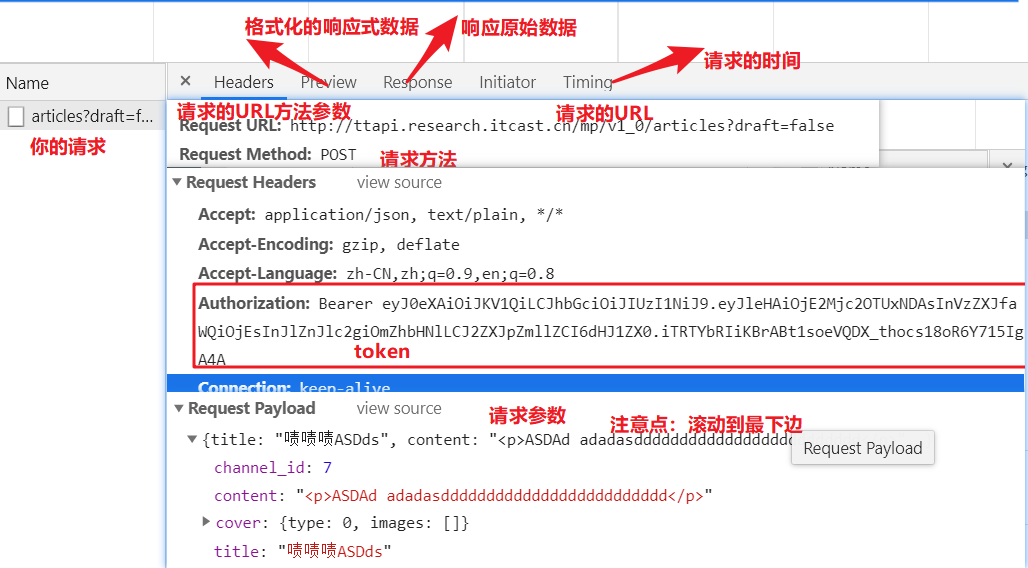 格式化的响应式数据
响应原始数据
请求的时间
Name
× Headers Preview Response Initiator Timing
articles?draft=f...
你的请求
请求的URL方法参数
请求的URL
Request URL: http://ttapi.research.itcast.cn/mp/v1_0/articles?draft=false
Request Method: POST
请求方法
Request Headers view source
Accept: application/json, text/plain, */*
Accept-Encoding: gzip, deflate
Accept-Language: zh-CN,zh;q=0.9,en;q=0.8
Authorization: Bearer eyJ0eXAiOiJKV1QiLCJhbGciOiJIUzI1NiJ9.eyJleHAiOjE2Mjc2OTUxNDAsInVzZXJfa
WQiOjEsInJlZnJlc2giOmZhbHNlLCJ2ZXJpZmllZCI6dHJ1ZX0.iTRTYbRIiKBrABt1soeVQDX_thocs18oR6Y715Ig
A4A
token
Connection: keep-alive
Request Payload view source
请求参数
注意点：滚动到最下边
{title: "啧啧啧ASDds", content: "<p>ASDAd adadasddddddddddddddddd
Request Payload
channel_id: 7
content: "<p>ASDAd adadasddddddddddddddddddddddddd</p>"
cover: {type: 0, images: []}
title: "啧啧啧ASDds"